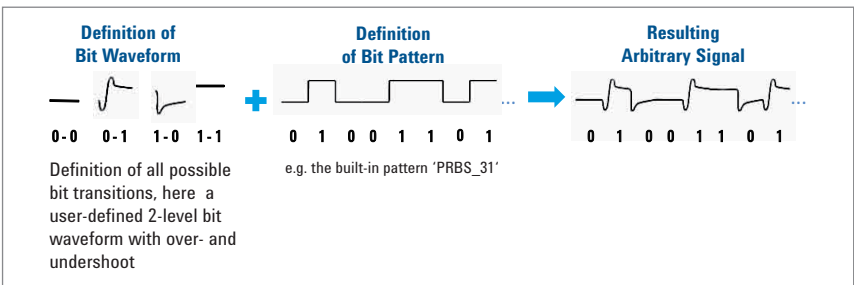 Definition of
Bit Waveform
0-0 0-1 1-0 1-1
Definition of all possible
bit transitions, here a
user-defined 2-level bit
waveform with over- and
undershoot
Definition
of Bit Pattern
...
0 1 0 0 1 1 0 1
e.g. the built-in pattern ‘PRBS_31‘
Resulting
Arbitrary Signal
...
0 1 0 0 1 1 0 1